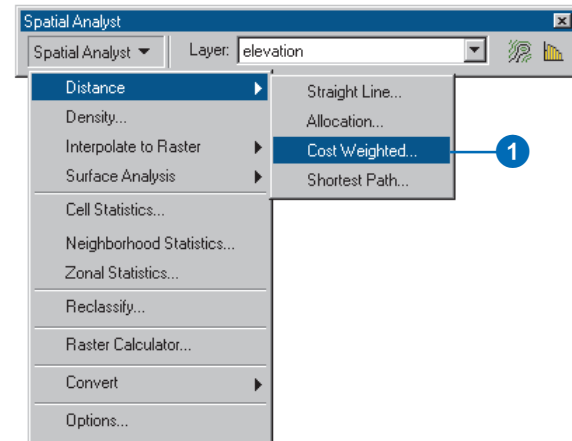 Spatial Analyst
Spatial Analyst Layer: elevation
Distance
Density...
Interpolate to Raster
Surface Analysis
Cell Statistics...
Neighborhood Statistics...
Zonal Statistics...
Reclassify...
Raster Calculator...
Convert
Options...
Straight Line...
Allocation...
Cost Weighted...
Shortest Path...
1